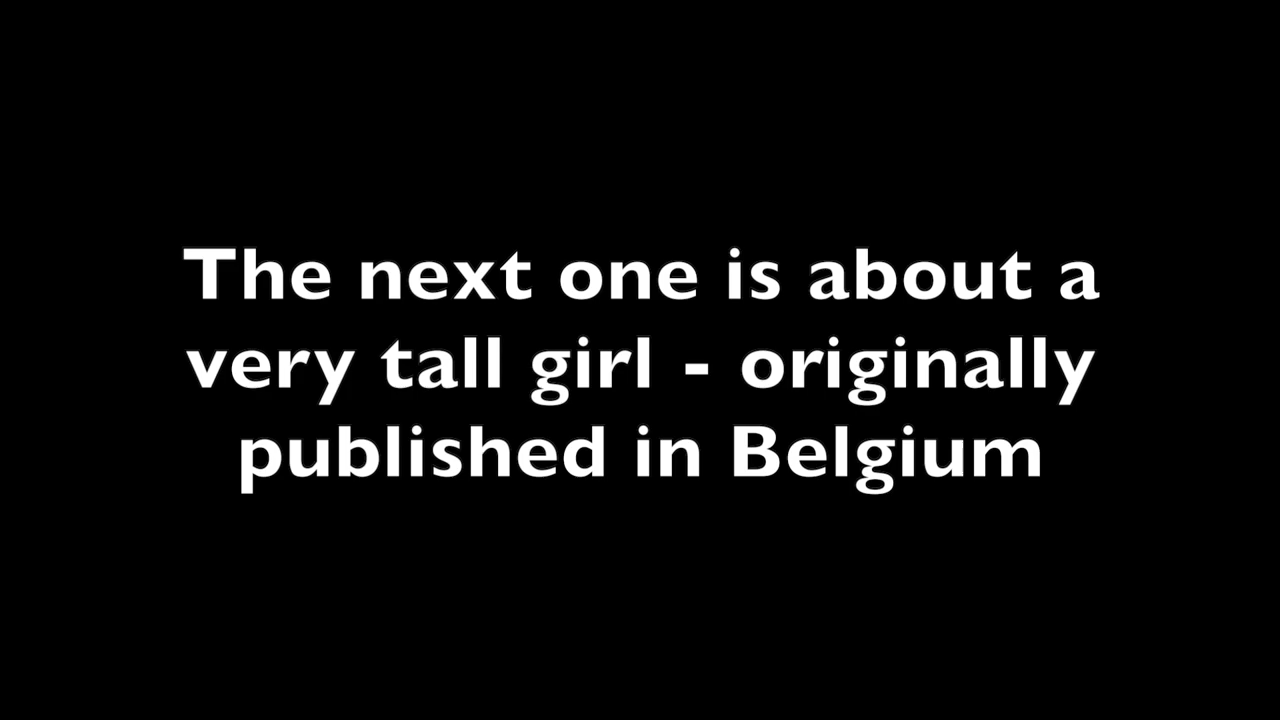 The next one is about a
very tall girl - originally
published in Belgium